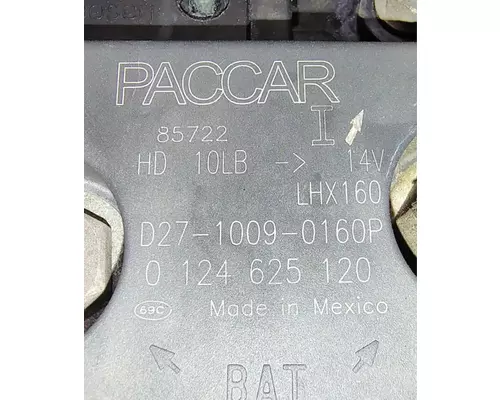 PACCAR
I
85722
HD 10LB -> 14V
LHX160
D27-1009-0160P
0 124 625 120
69C Made in Mexico
BAT